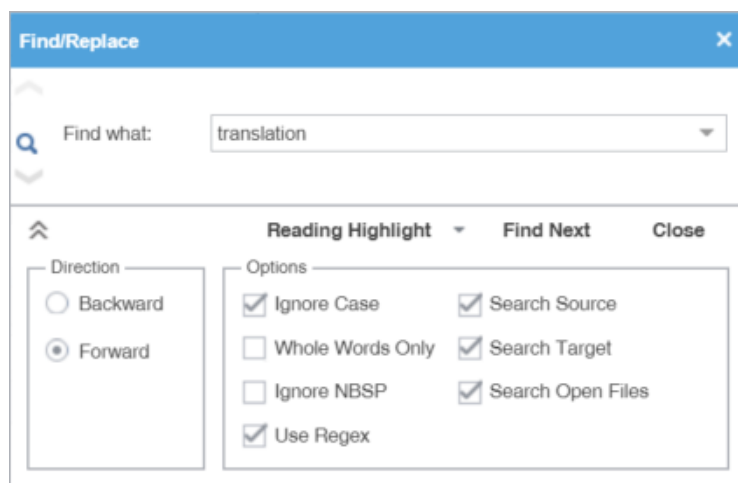 Find/Replace
Find what: translation
Reading Highlight Find Next Close
Direction
Backward
Forward
Options
Ignore Case Search Source
Whole Words Only Search Target
Ignore NBSP Search Open Files
Use Regex